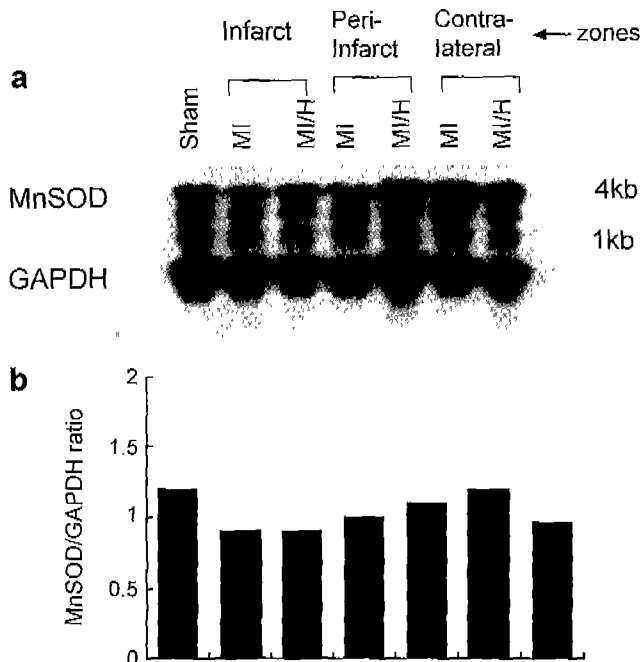 Infarct
Peri-
Infarct
Contra-
lateral
zones
a
Sham
MI
MI/H
MI
MI/H
MI
MI/H
MnSOD
4kb
1kb
GAPDH
b
MnSOD/GAPDH ratio
2
1.5
1
0.5
0